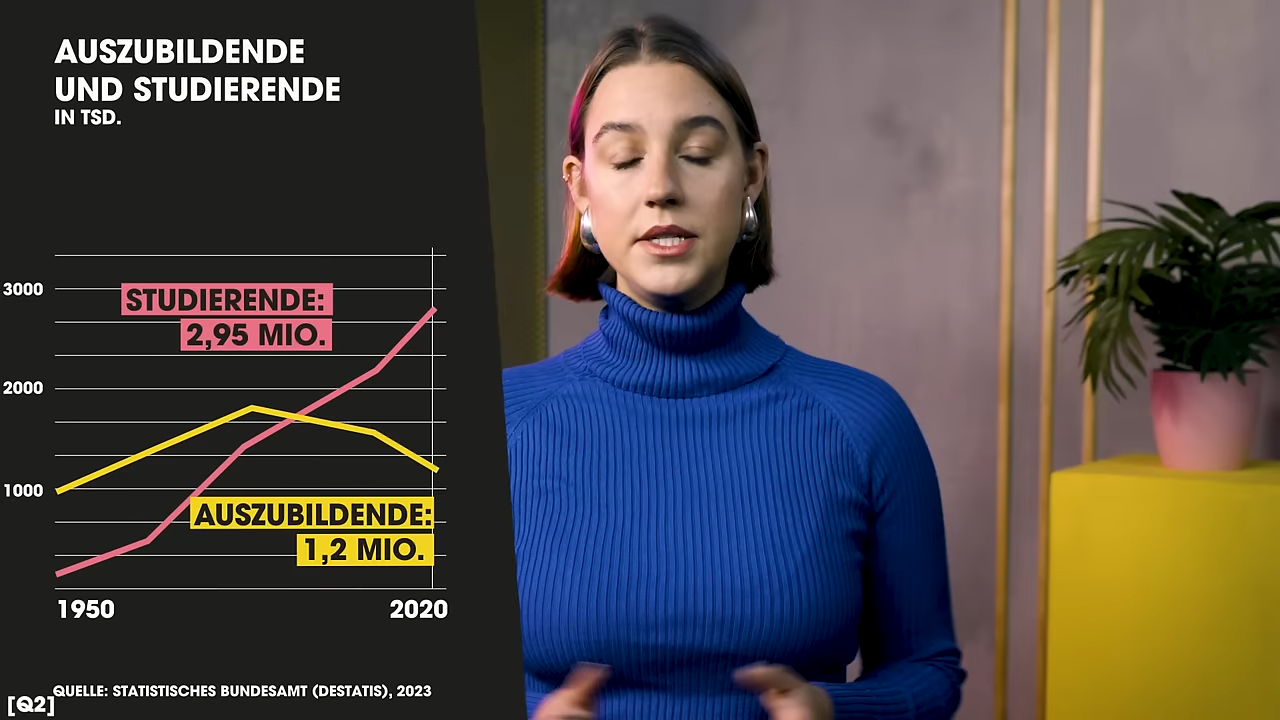 AUSZUBILDENDE
UND STUDIERENDE
IN TSD.
3000
STUDIERENDE:
2,95 MIO.
2000
1000
AUSZUBILDENDE:
1,2 MIO.
1950
2020
[Q2]
QUELLE: STATISTISCHES BUNDESAMT (DESTATIS), 2023